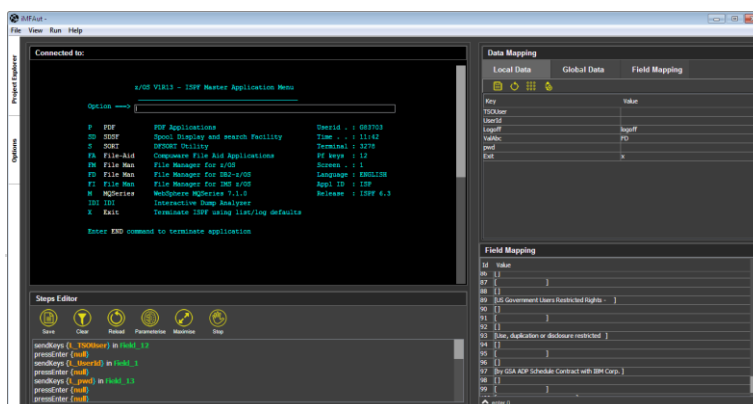 iMFAut -
File View Run Help
Project Explorer
Options
Connected to:
z/OS V1R13 - ISPF Master Application Menu
Option ===>
P PDF PDF Applications Userid . : G83703
SD SDSF Spool Display and search Facility Time . . : 11:42
S SORT DFSORT Utility Terminal : 3278
FA File-Aid Compuware File Aid Applications Pf keys : 12
FM File Man File Manager for z/OS Screen . : 1
FD File Man File Manager for DB2-z/OS Language : ENGLISH
FI File Man File Manager for IMS z/OS Appl ID : ISP
M MQSeries WebSphere MQSeries 7.1.0 Release : ISPF 6.3
IDI IDI Interactive Dump Analyzer
X Exit Terminate ISPF using list/log defaults
Enter END command to terminate application
Steps Editor
Save Clear Reload Parameterise Maximise Stop
sendKeys {L_TSOUser} in Field_12
pressEnter {null}
sendKeys {L_UserId} in Field_1
pressEnter {null}
sendKeys {L_pwd} in Field_13
pressEnter {null}
pressEnter {null}
Data Mapping
Local Data Global Data Field Mapping
Key Value
TSOUser
UserId
Logoff logoff
ValAbc FD
pwd
Exit x
Field Mapping
Id Value
86 [ ]
87 [ ]
88 [ ]
89 [US Government Users Restricted Rights - ]
90 [ ]
91 [ ]
92 [ ]
93 [Use, duplication or disclosure restricted ]
94 [ ]
95 [ ]
96 [ ]
97 [by GSA ADP Schedule Contract with IBM Corp. ]
98 [ ]
99 [ ]